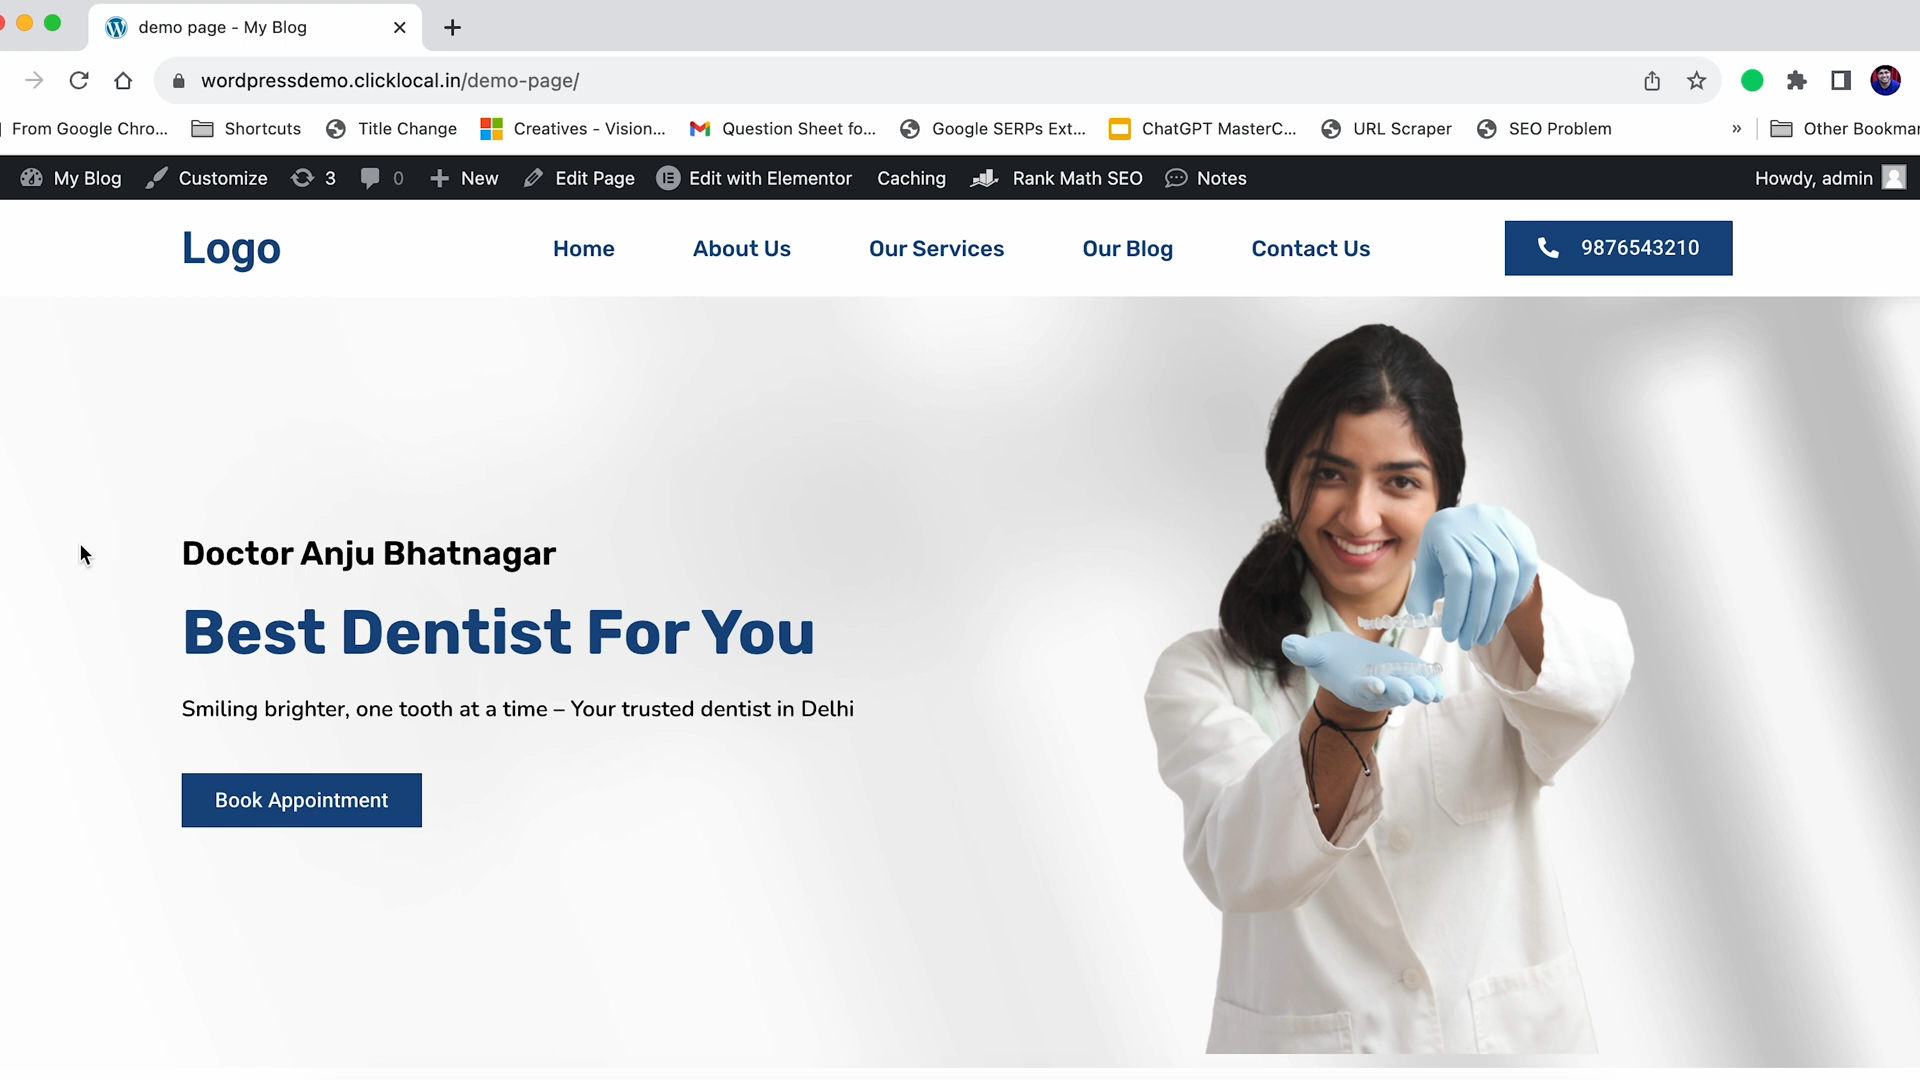 demo page - My Blog
wordpressdemo.clicklocal.in/demo-page/
From Google Chro... Shortcuts Title Change Creatives - Vision... Question Sheet fo... Google SERPs Ext... ChatGPT MasterC... URL Scraper SEO Problem » Other Bookmar
My Blog Customize 3 0 New Edit Page Edit with Elementor Caching Rank Math SEO Notes Howdy, admin
Logo Home About Us Our Services Our Blog Contact Us 9876543210
Doctor Anju Bhatnagar
Best Dentist For You
Smiling brighter, one tooth at a time – Your trusted dentist in Delhi
Book Appointment